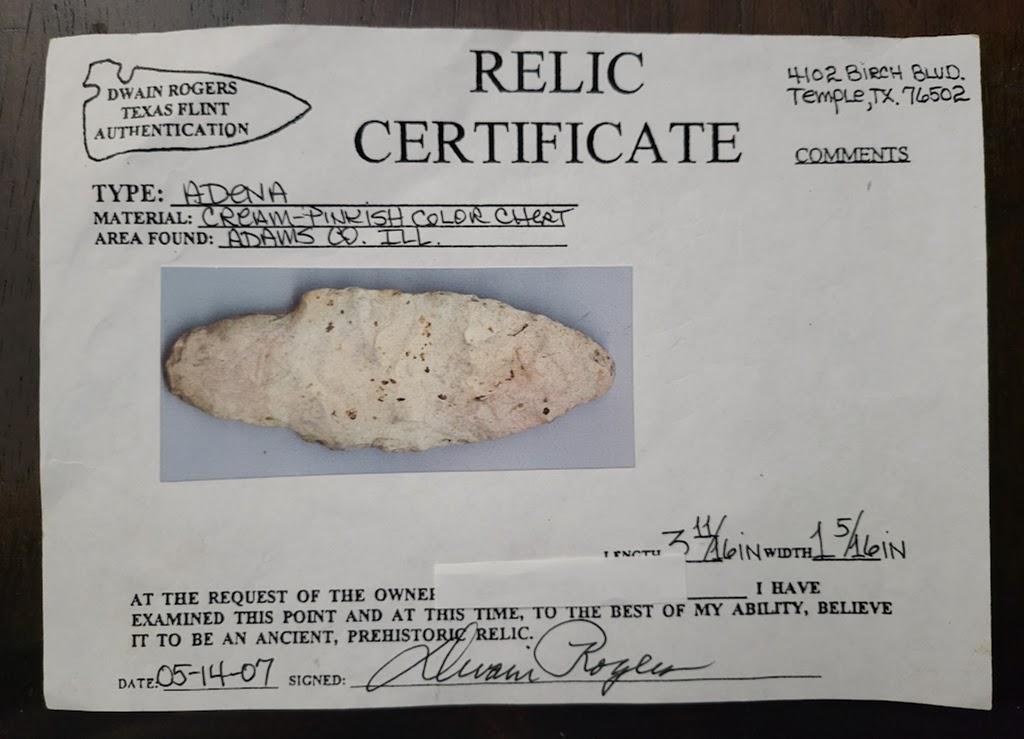 DWAIN ROGERS
TEXAS FLINT
AUTHENTICATION
RELIC
CERTIFICATE
4102 BIRCH BLVD.
Temple, TX. 76502
COMMENTS
TYPE: ADENA
MATERIAL: CREAM-PINKISH COLOR CHERT
AREA FOUND: ADAMS CO. ILL.
LENGTH 3 11/16 IN WIDTH 1 5/16 IN
AT THE REQUEST OF THE OWNER I HAVE
EXAMINED THIS POINT AND AT THIS TIME, TO THE BEST OF MY ABILITY, BELIEVE
IT TO BE AN ANCIENT, PREHISTORIC RELIC.
DATE: 05-14-07 SIGNED: Dwain Rogers